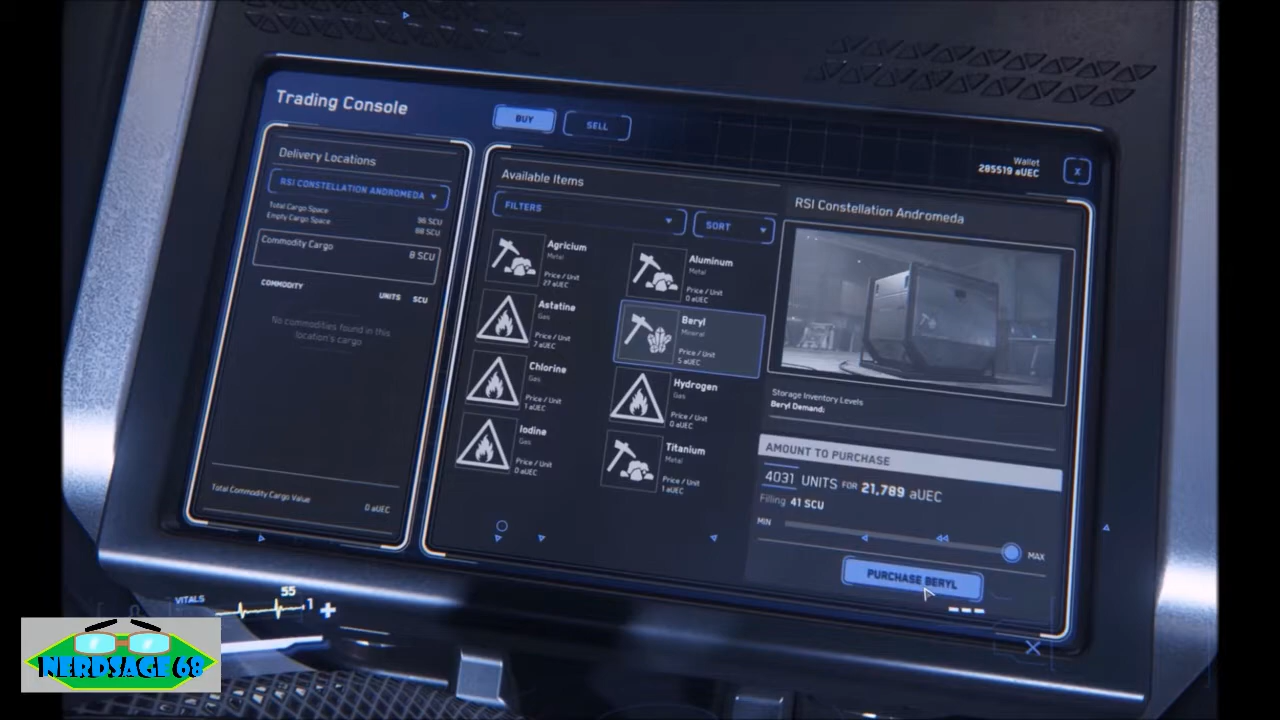 Trading Console
BUY
SELL
Wallet
285519 aUEC
X
Delivery Locations
RSI CONSTELLATION ANDROMEDA
Total Cargo Space 96 SCU
Empty Cargo Space 88 SCU
Commodity Cargo
8 SCU
COMMODITY UNITS SCU
No commodities found in this
location's cargo
Total Commodity Cargo Value 0 aUEC
Available Items
FILTERS
SORT
Agricium
Metal
Price / Unit
27 aUEC
Aluminum
Metal
Price / Unit
0 aUEC
Astatine
Gas
Price / Unit
7 aUEC
Beryl
Mineral
Price / Unit
5 aUEC
Chlorine
Gas
Price / Unit
1 aUEC
Hydrogen
Gas
Price / Unit
0 aUEC
Iodine
Gas
Price / Unit
0 aUEC
Titanium
Metal
Price / Unit
1 aUEC
RSI Constellation Andromeda
Storage Inventory Levels
Beryl Demand:
AMOUNT TO PURCHASE
4031 UNITS FOR 21,789 aUEC
Filling 41 SCU
MIN
MAX
PURCHASE BERYL
VITALS
55
1
NERDSAGE 68